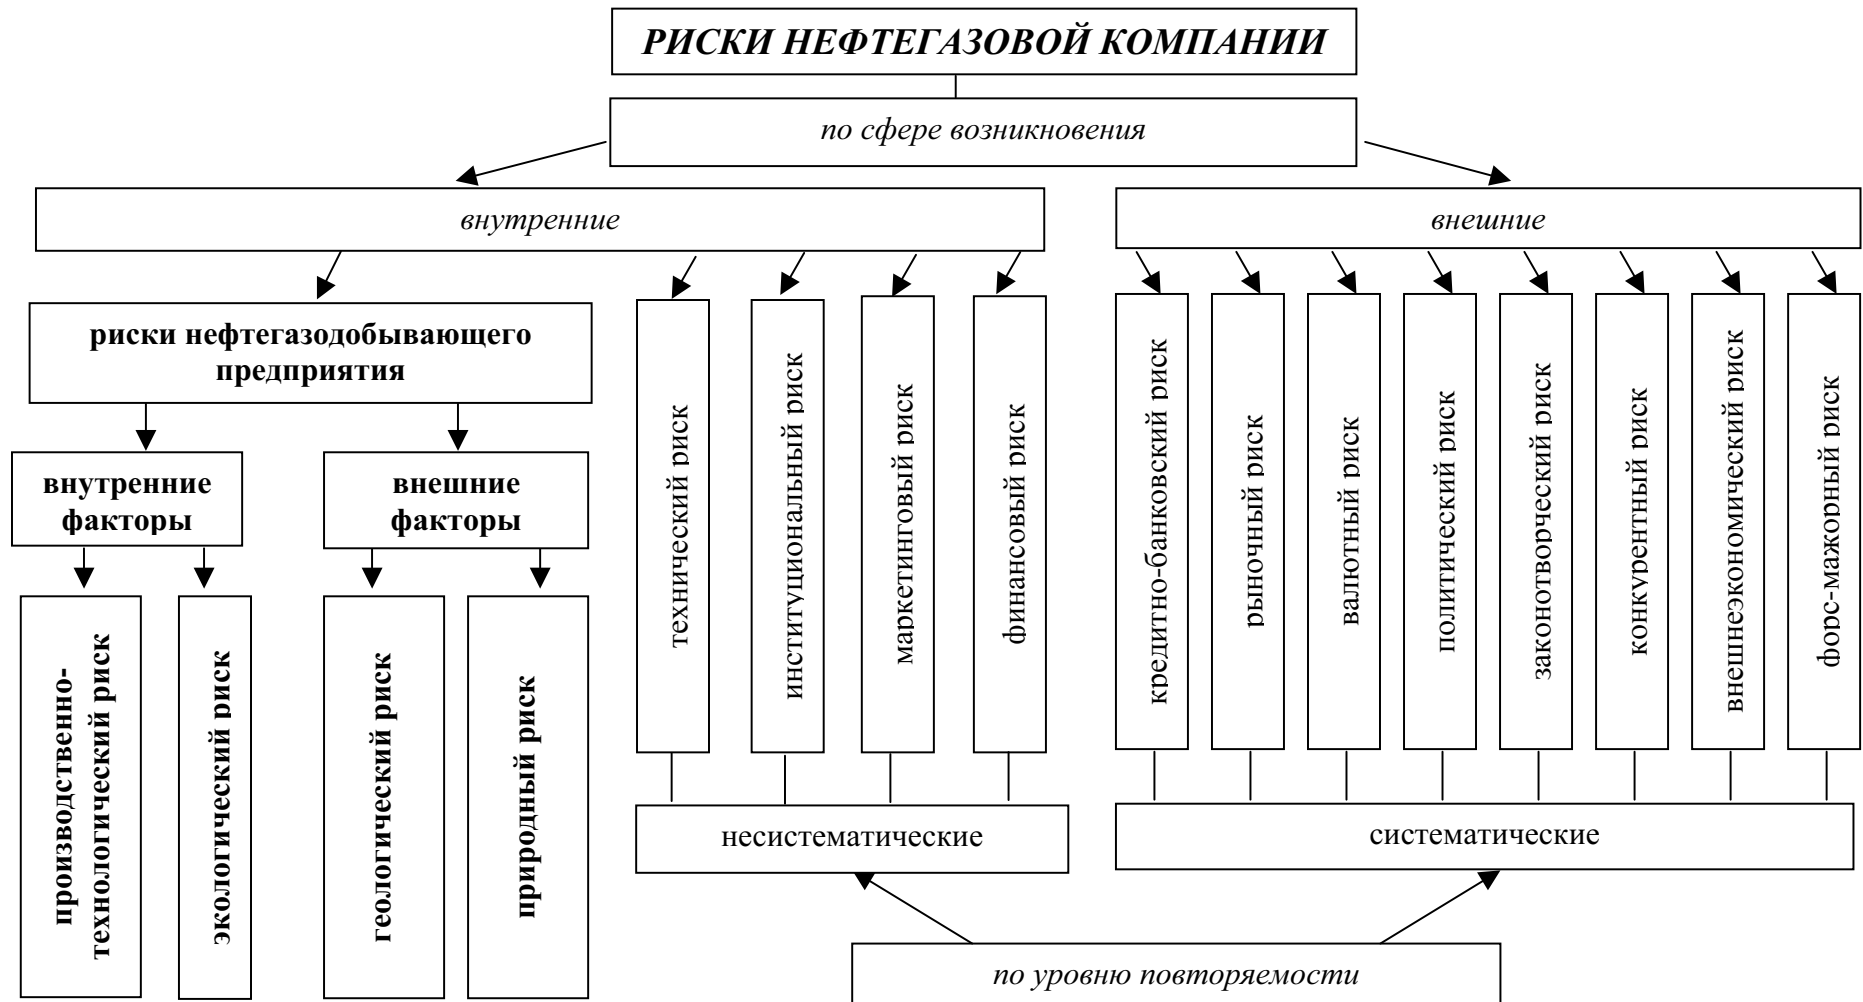 РИСКИ НЕФТЕГАЗОВОЙ КОМПАНИИ
по сфере возникновения
внутренние
внешние
риски нефтегазодобывающего
предприятия
внутренние
факторы
внешние
факторы
производственно-
технологический риск
экологический риск
геологический риск
природный риск
технический риск
институциональный риск
маркетинговый риск
финансовый риск
кредитно-банковский риск
рыночный риск
валютный риск
политический риск
законотворческий риск
конкурентный риск
внешнеэкономический риск
форс-мажорный риск
несистематические
систематические
по уровню повторяемости